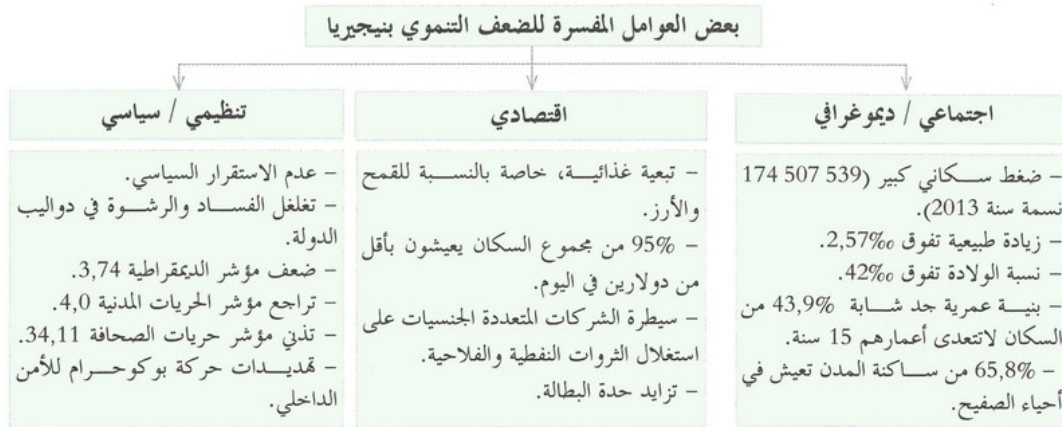 بعض العوامل المفسرة للضعف التنموي بنيجيريا
اجتماعي / ديموغرافي
– ضغط سكاني كبير (539 507 174
نسمة سنة 2013).
– زيادة طبيعية تفوق 2,57‰.
– نسبة الولادة تفوق 42‰.
– بنية عمرية جد شابة 43,9% من
السكان لاتتعدى أعمارهم 15 سنة.
– 65,8% من ساكنة المدن تعيش في
أحياء الصفيح.
اقتصادي
– تبعية غذائية، خاصة بالنسبة للقمح
والأرز.
– 95% من مجموع السكان يعيشون بأقل
من دولارين في اليوم.
– سيطرة الشركات المتعددة الجنسيات على
استغلال الثروات النفطية والفلاحية.
– تزايد حدة البطالة.
تنظيمي / سياسي
– عدم الاستقرار السياسي.
– تغلغل الفساد والرشوة في دواليب
الدولة.
– ضعف مؤشر الديمقراطية 3,74.
– تراجع مؤشر الحريات المدنية 4,0.
– تدني مؤشر حريات الصحافة 34,11.
– تهديدات حركة بوكوحرام للأمن
الداخلي.